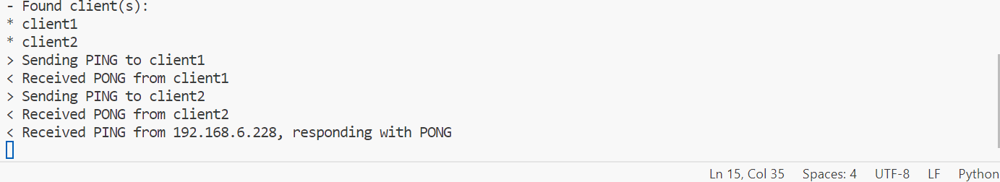 - Found client(s):
* client1
* client2
> Sending PING to client1
< Received PONG from client1
> Sending PING to client2
< Received PONG from client2
< Received PING from 192.168.6.228, responding with PONG
Ln 15, Col 35 Spaces: 4 UTF-8 LF Python